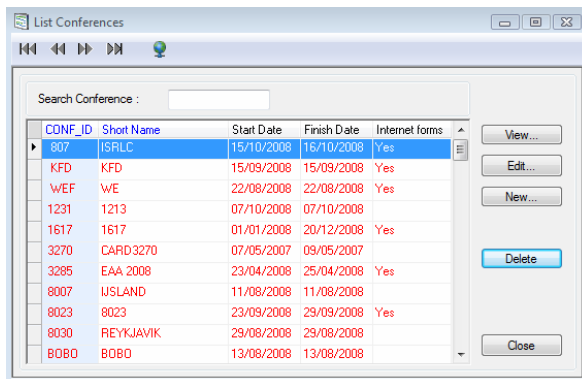 List Conferences
Search Conference :
CONF_ID Short Name Start Date Finish Date Internet forms
807 ISRLC 15/10/2008 16/10/2008 Yes
KFD KFD 15/09/2008 15/09/2008 Yes
WEF WE 22/08/2008 22/08/2008 Yes
1231 1213 07/10/2008 07/10/2008
1617 1617 01/01/2008 20/12/2008 Yes
3270 CARD3270 07/05/2007 09/05/2007
3285 EAA 2008 23/04/2008 25/04/2008 Yes
8007 IJSLAND 11/08/2008 11/08/2008
8023 8023 23/09/2008 29/09/2008 Yes
8030 REYKJAVIK 29/08/2008 29/08/2008
BOBO BOBO 13/08/2008 13/08/2008
View...
Edit...
New...
Delete
Close